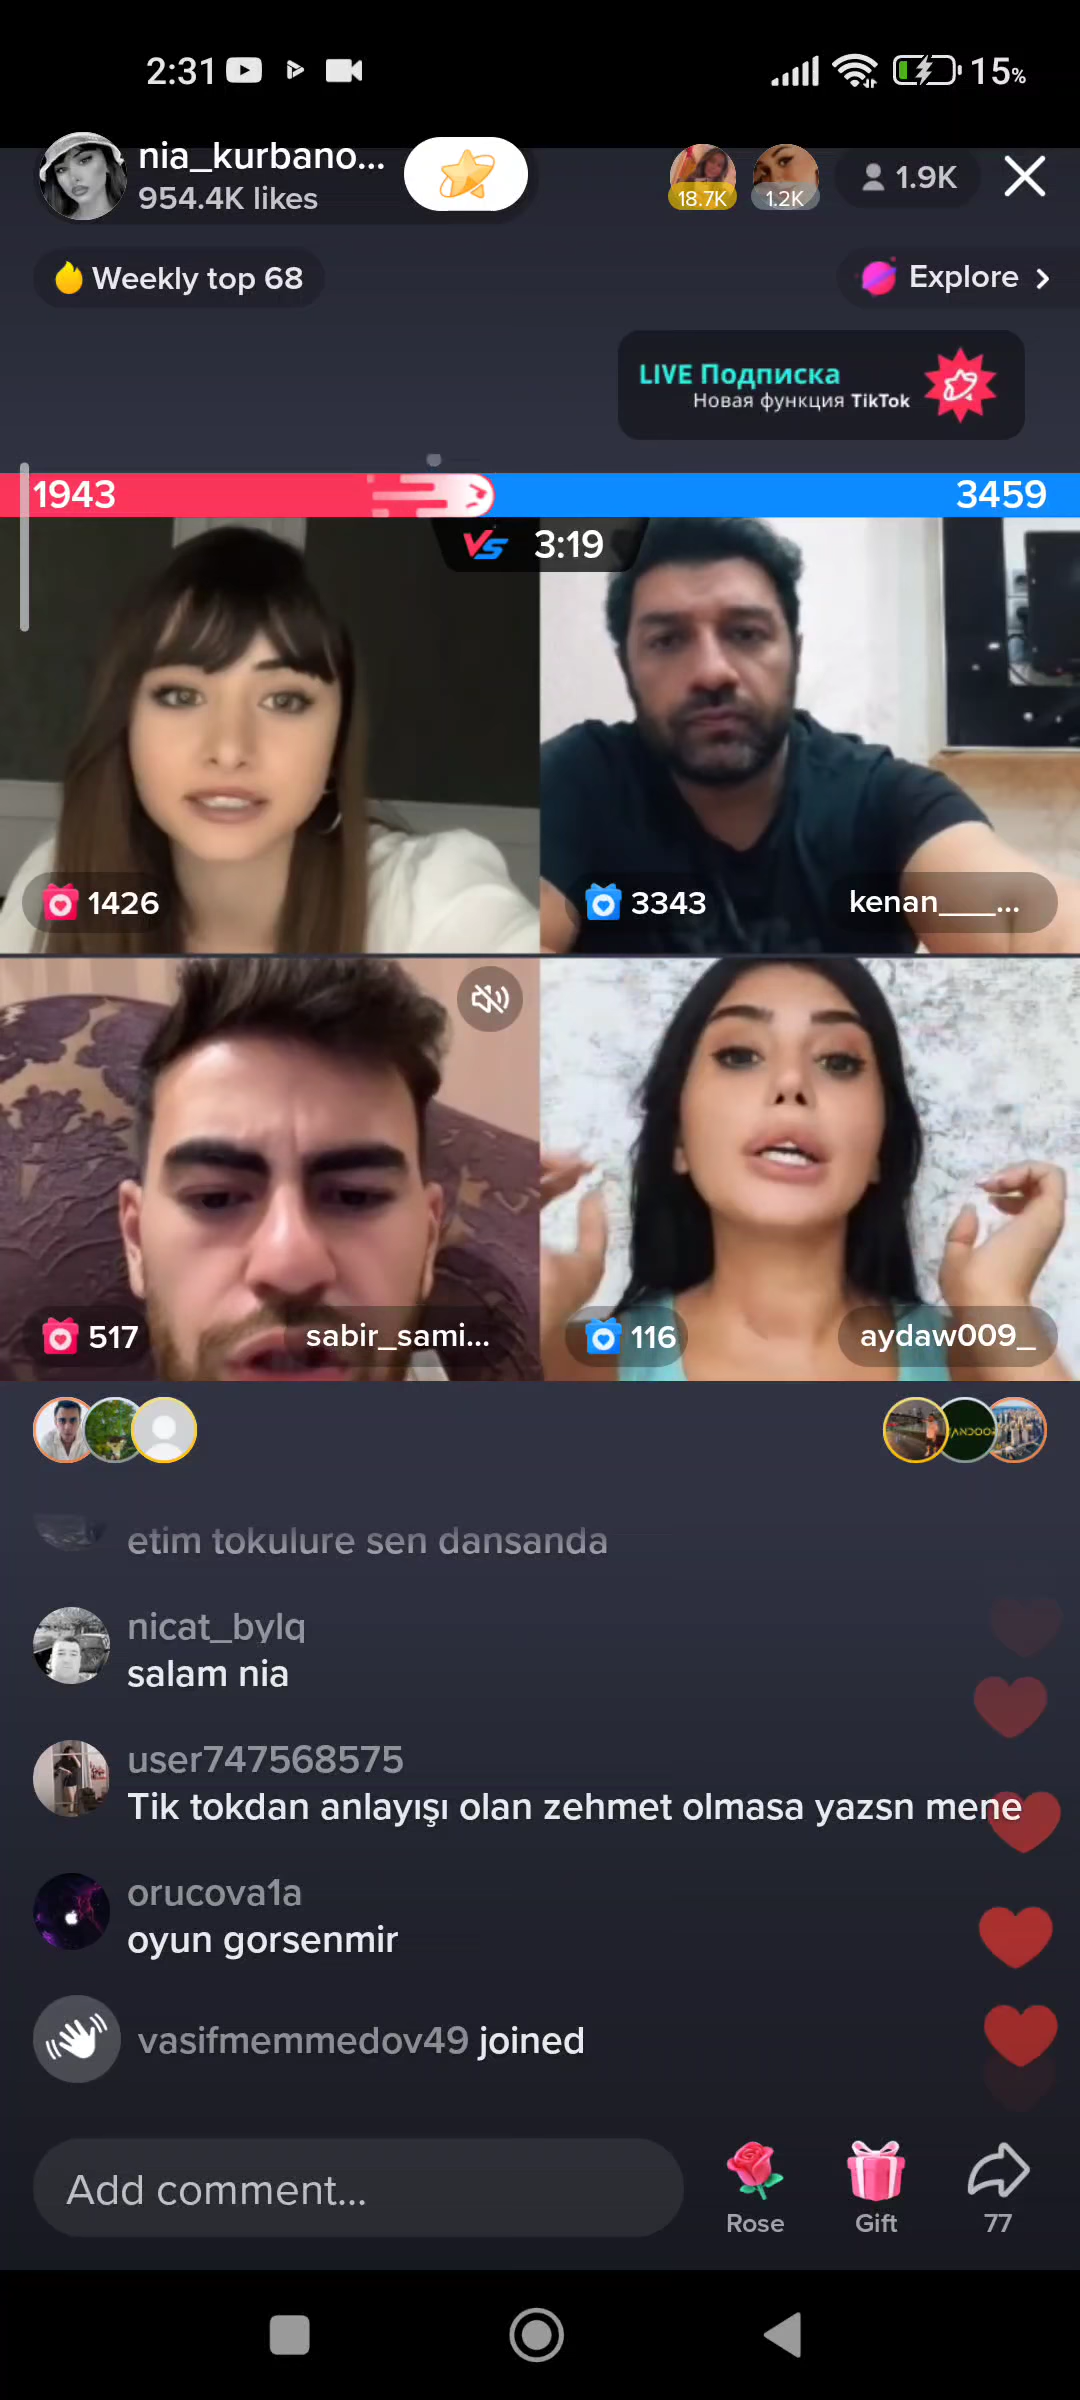 2:31
15%
nia_kurbano...
954.4K likes
18.7K
1.2K
1.9K
Weekly top 68
Explore
LIVE Подписка
Новая функция TikTok
1943
3459
VS 3:19
1426
3343
kenan___...
517
sabir_sami...
116
aydaw009_
etim tokulure sen dansanda
nicat_bylq
salam nia
user747568575
Tik tokdan anlayışı olan zehmet olmasa yazsn mene
orucova1a
oyun gorsenmir
vasifmemmedov49 joined
Add comment...
Rose
Gift
77